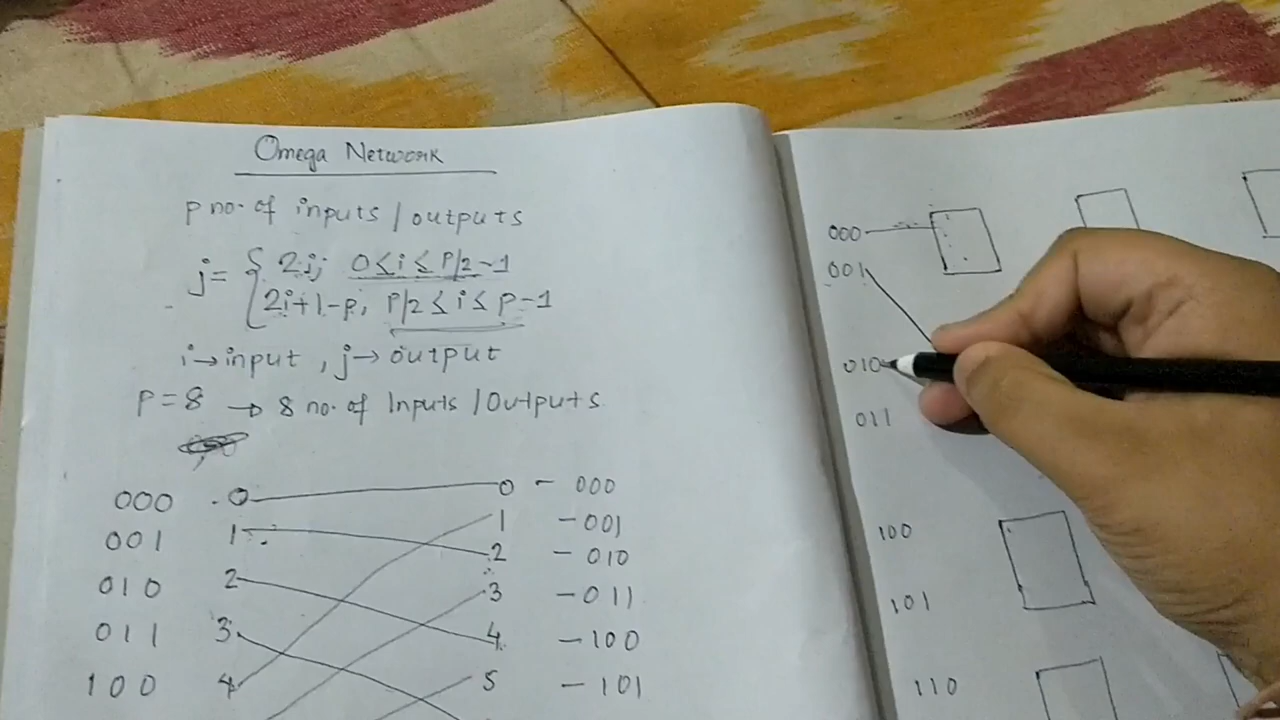 Omega Network
p no. of inputs / outputs
j = { 2i; 0 ≤ i ≤ P/2 - 1
2i+1-p, P/2 ≤ i ≤ p-1
i → input, j → output
P = 8 → 8 no. of Inputs / Outputs
000 0 0 - 000
001 1 1 - 001
010 2 2 - 010
011 3 3 - 011
100 4 4 - 100
5 - 101
000
001
010
011
100
101
110